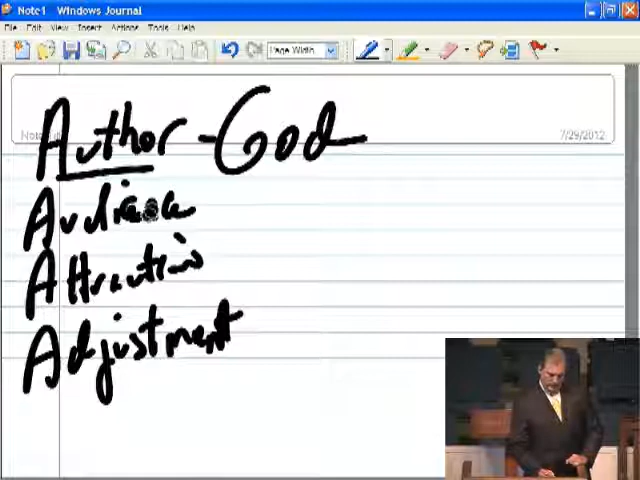 Note1 - Windows Journal
File Edit View Insert Actions Tools Help
Page Width
7/29/2012
Author - God
Audience
Attraction
Adjustment